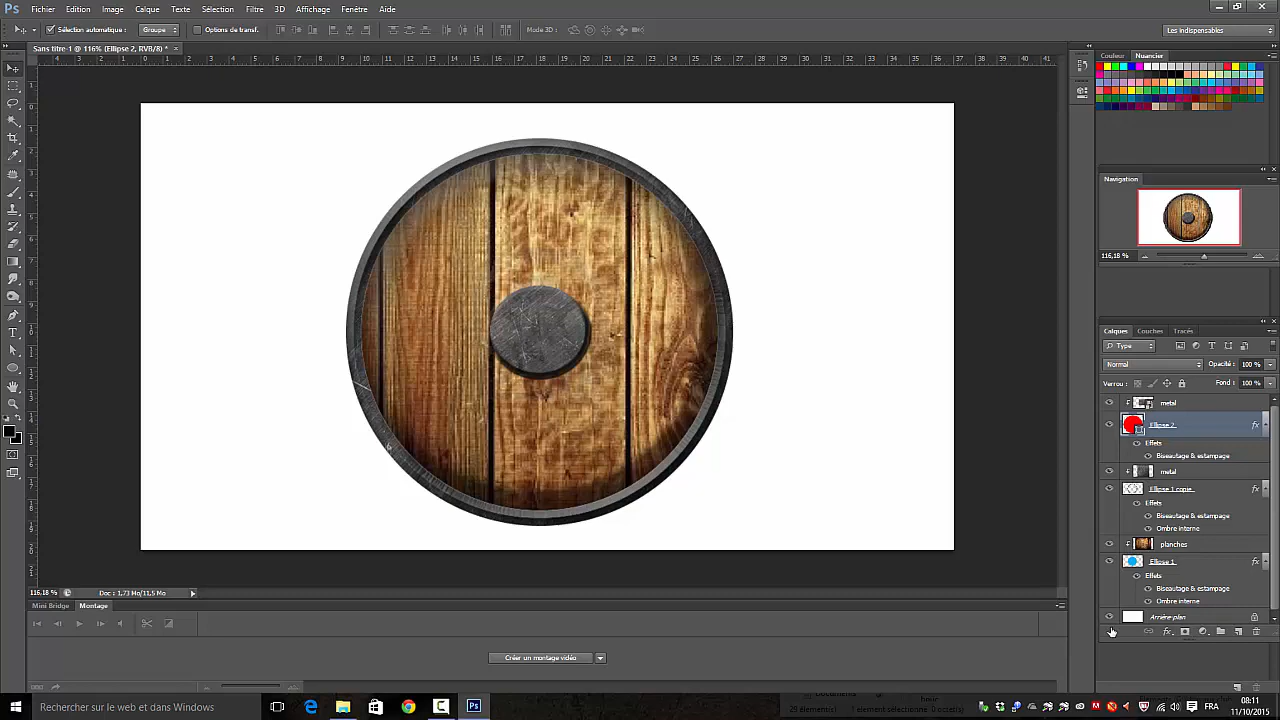 Ps Fichier Edition Image Calque Texte Sélection Filtre 3D Affichage Fenêtre Aide
Sélection automatique: Groupe Options de transf. Mode 3D: Les indispensables
Sans titre-1 @ 116% (Ellipse 2, RVB/8) *
Couleur Nuancier
Navigation
116,18 %
Calques Couches Tracés
Type
Normal Opacité: 100 %
Verrou: Fond: 100 %
metal
Ellipse 2 fx
Effets
Biseautage & estampage
metal
Ellipse 1 copie fx
Effets
Biseautage & estampage
Ombre interne
planches
Ellipse 1 fx
Effets
Biseautage & estampage
Ombre interne
Arrière-plan
116,18 % Doc: 1,73 Mo/11,5 Mo
Mini Bridge Montage
Créer un montage vidéo
Rechercher sur le web et dans Windows
Ps
FRA
08:11
11/10/2015